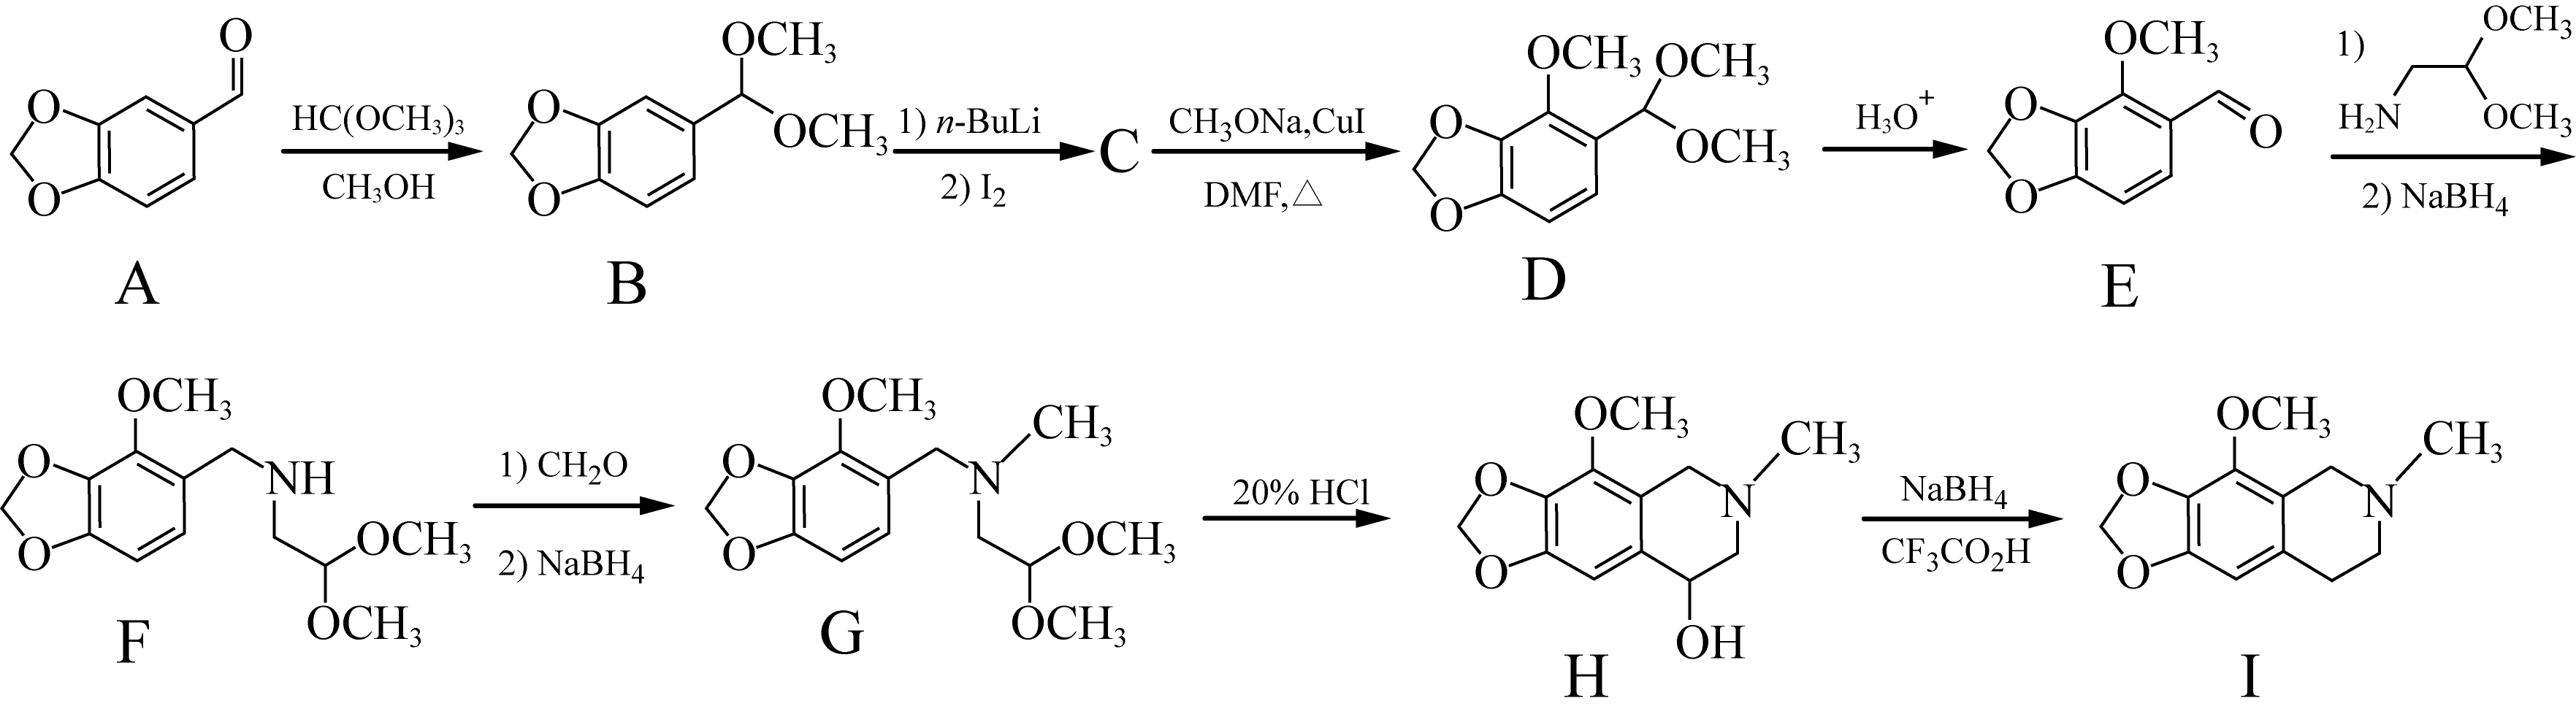 O
O
O
A
HC(OCH₃)₃
CH₃OH
OCH₃
OCH₃
O
O
B
1) n-BuLi
2) I₂
C
CH₃ONa,CuI
DMF,△
OCH₃
OCH₃
OCH₃
O
O
D
H₃O⁺
OCH₃
O
O
O
E
1)
OCH₃
OCH₃
H₂N
2) NaBH₄
OCH₃
O
O
NH
OCH₃
OCH₃
F
1) CH₂O
2) NaBH₄
OCH₃
CH₃
O
O
N
OCH₃
OCH₃
G
20% HCl
OCH₃
CH₃
O
O
N
OH
H
NaBH₄
CF₃CO₂H
OCH₃
CH₃
O
O
N
I